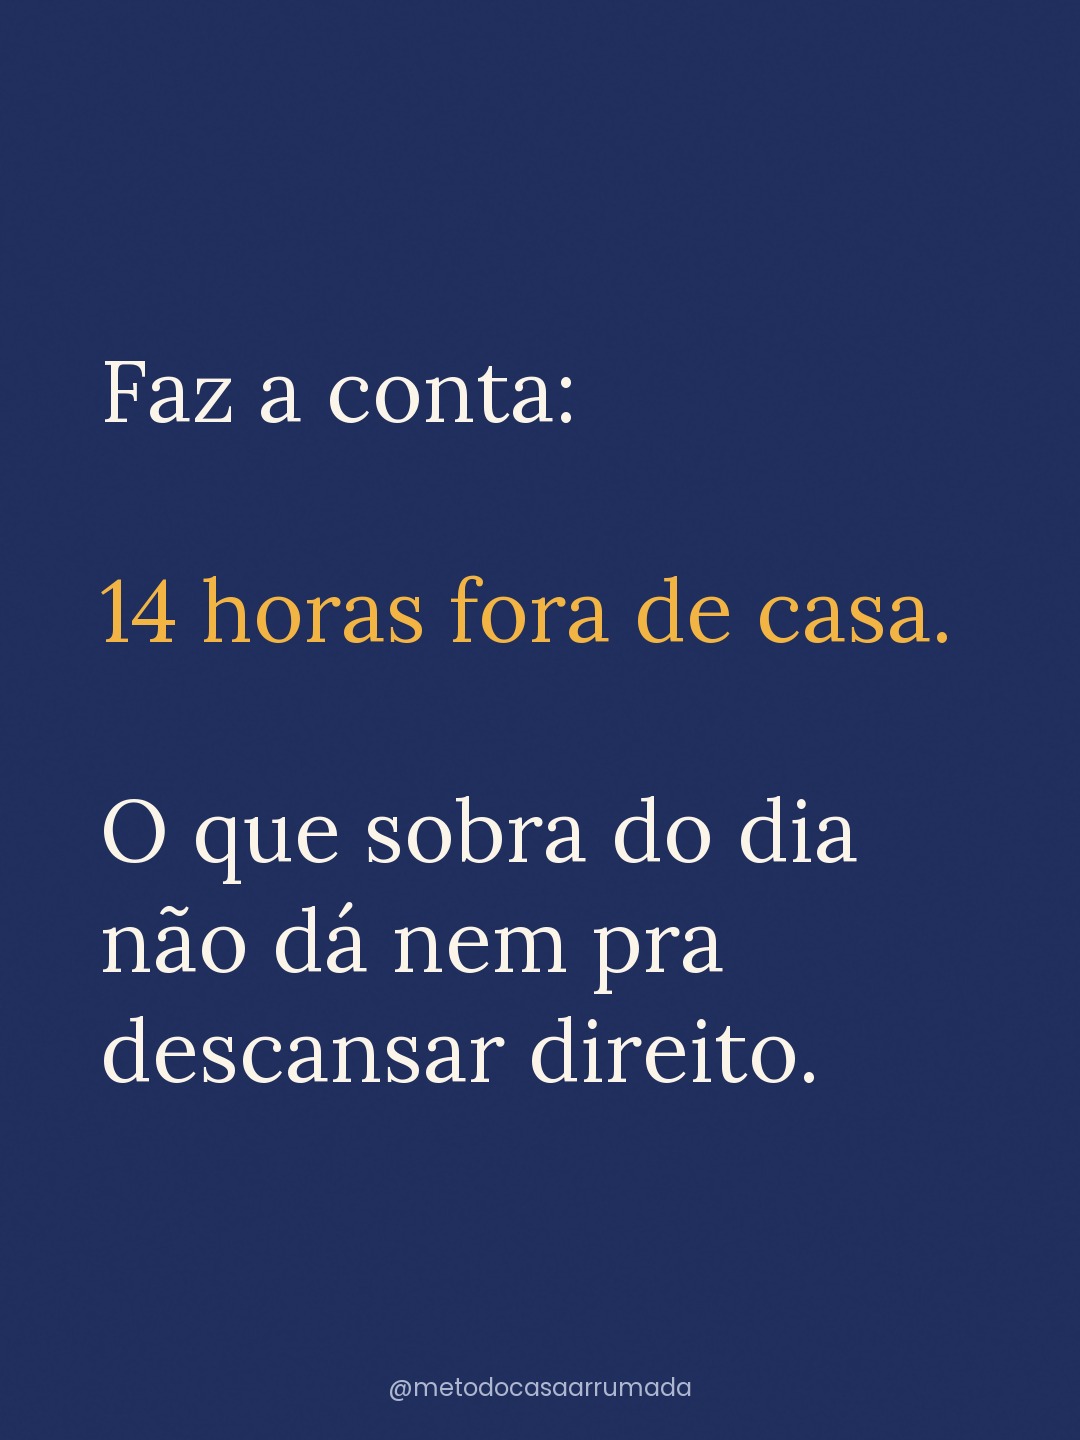 Faz a conta:
14 horas fora de casa.
O que sobra do dia
não dá nem pra
descansar direito.
@metodocasaarrumada